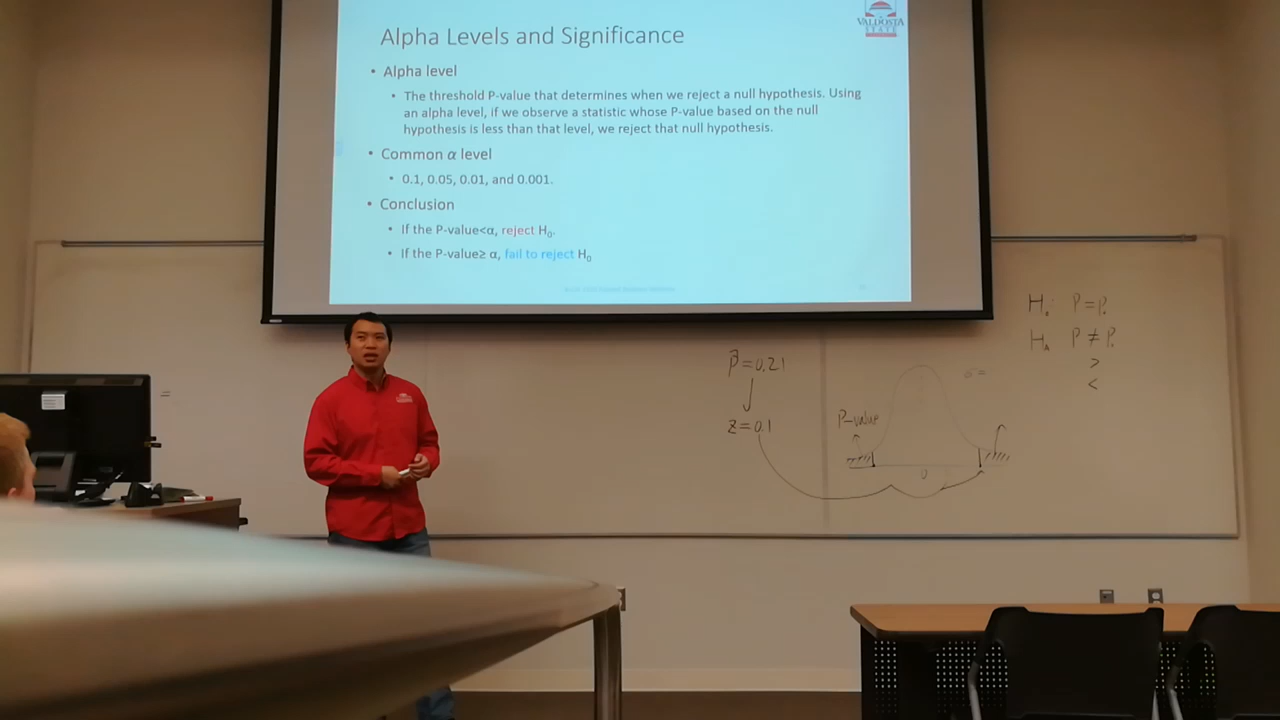 Alpha Levels and Significance
VALDOSTA
STATE
• Alpha level
• The threshold P-value that determines when we reject a null hypothesis. Using
an alpha level, if we observe a statistic whose P-value based on the null
hypothesis is less than that level, we reject that null hypothesis.
• Common α level
• 0.1, 0.05, 0.01, and 0.001.
• Conclusion
• If the P-value<α, reject H₀.
• If the P-value≥ α, fail to reject H₀
H₀: P = P₀
Hₐ P ≠ P₀
>
<
p̂ = 0.21
z = 0.1
P-value
σ =
0
=